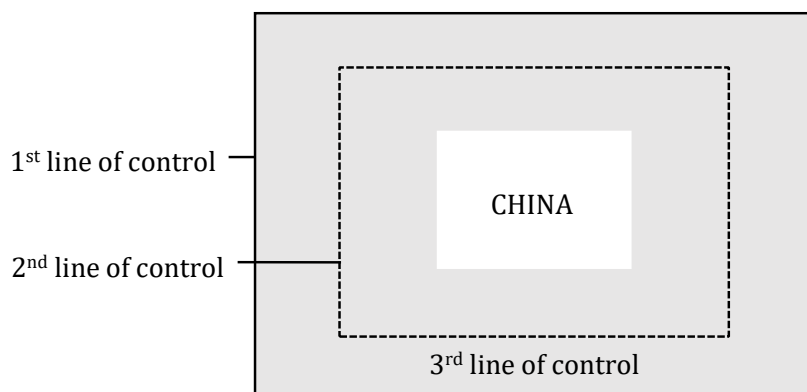 1st line of control
CHINA
2nd line of control
3rd line of control